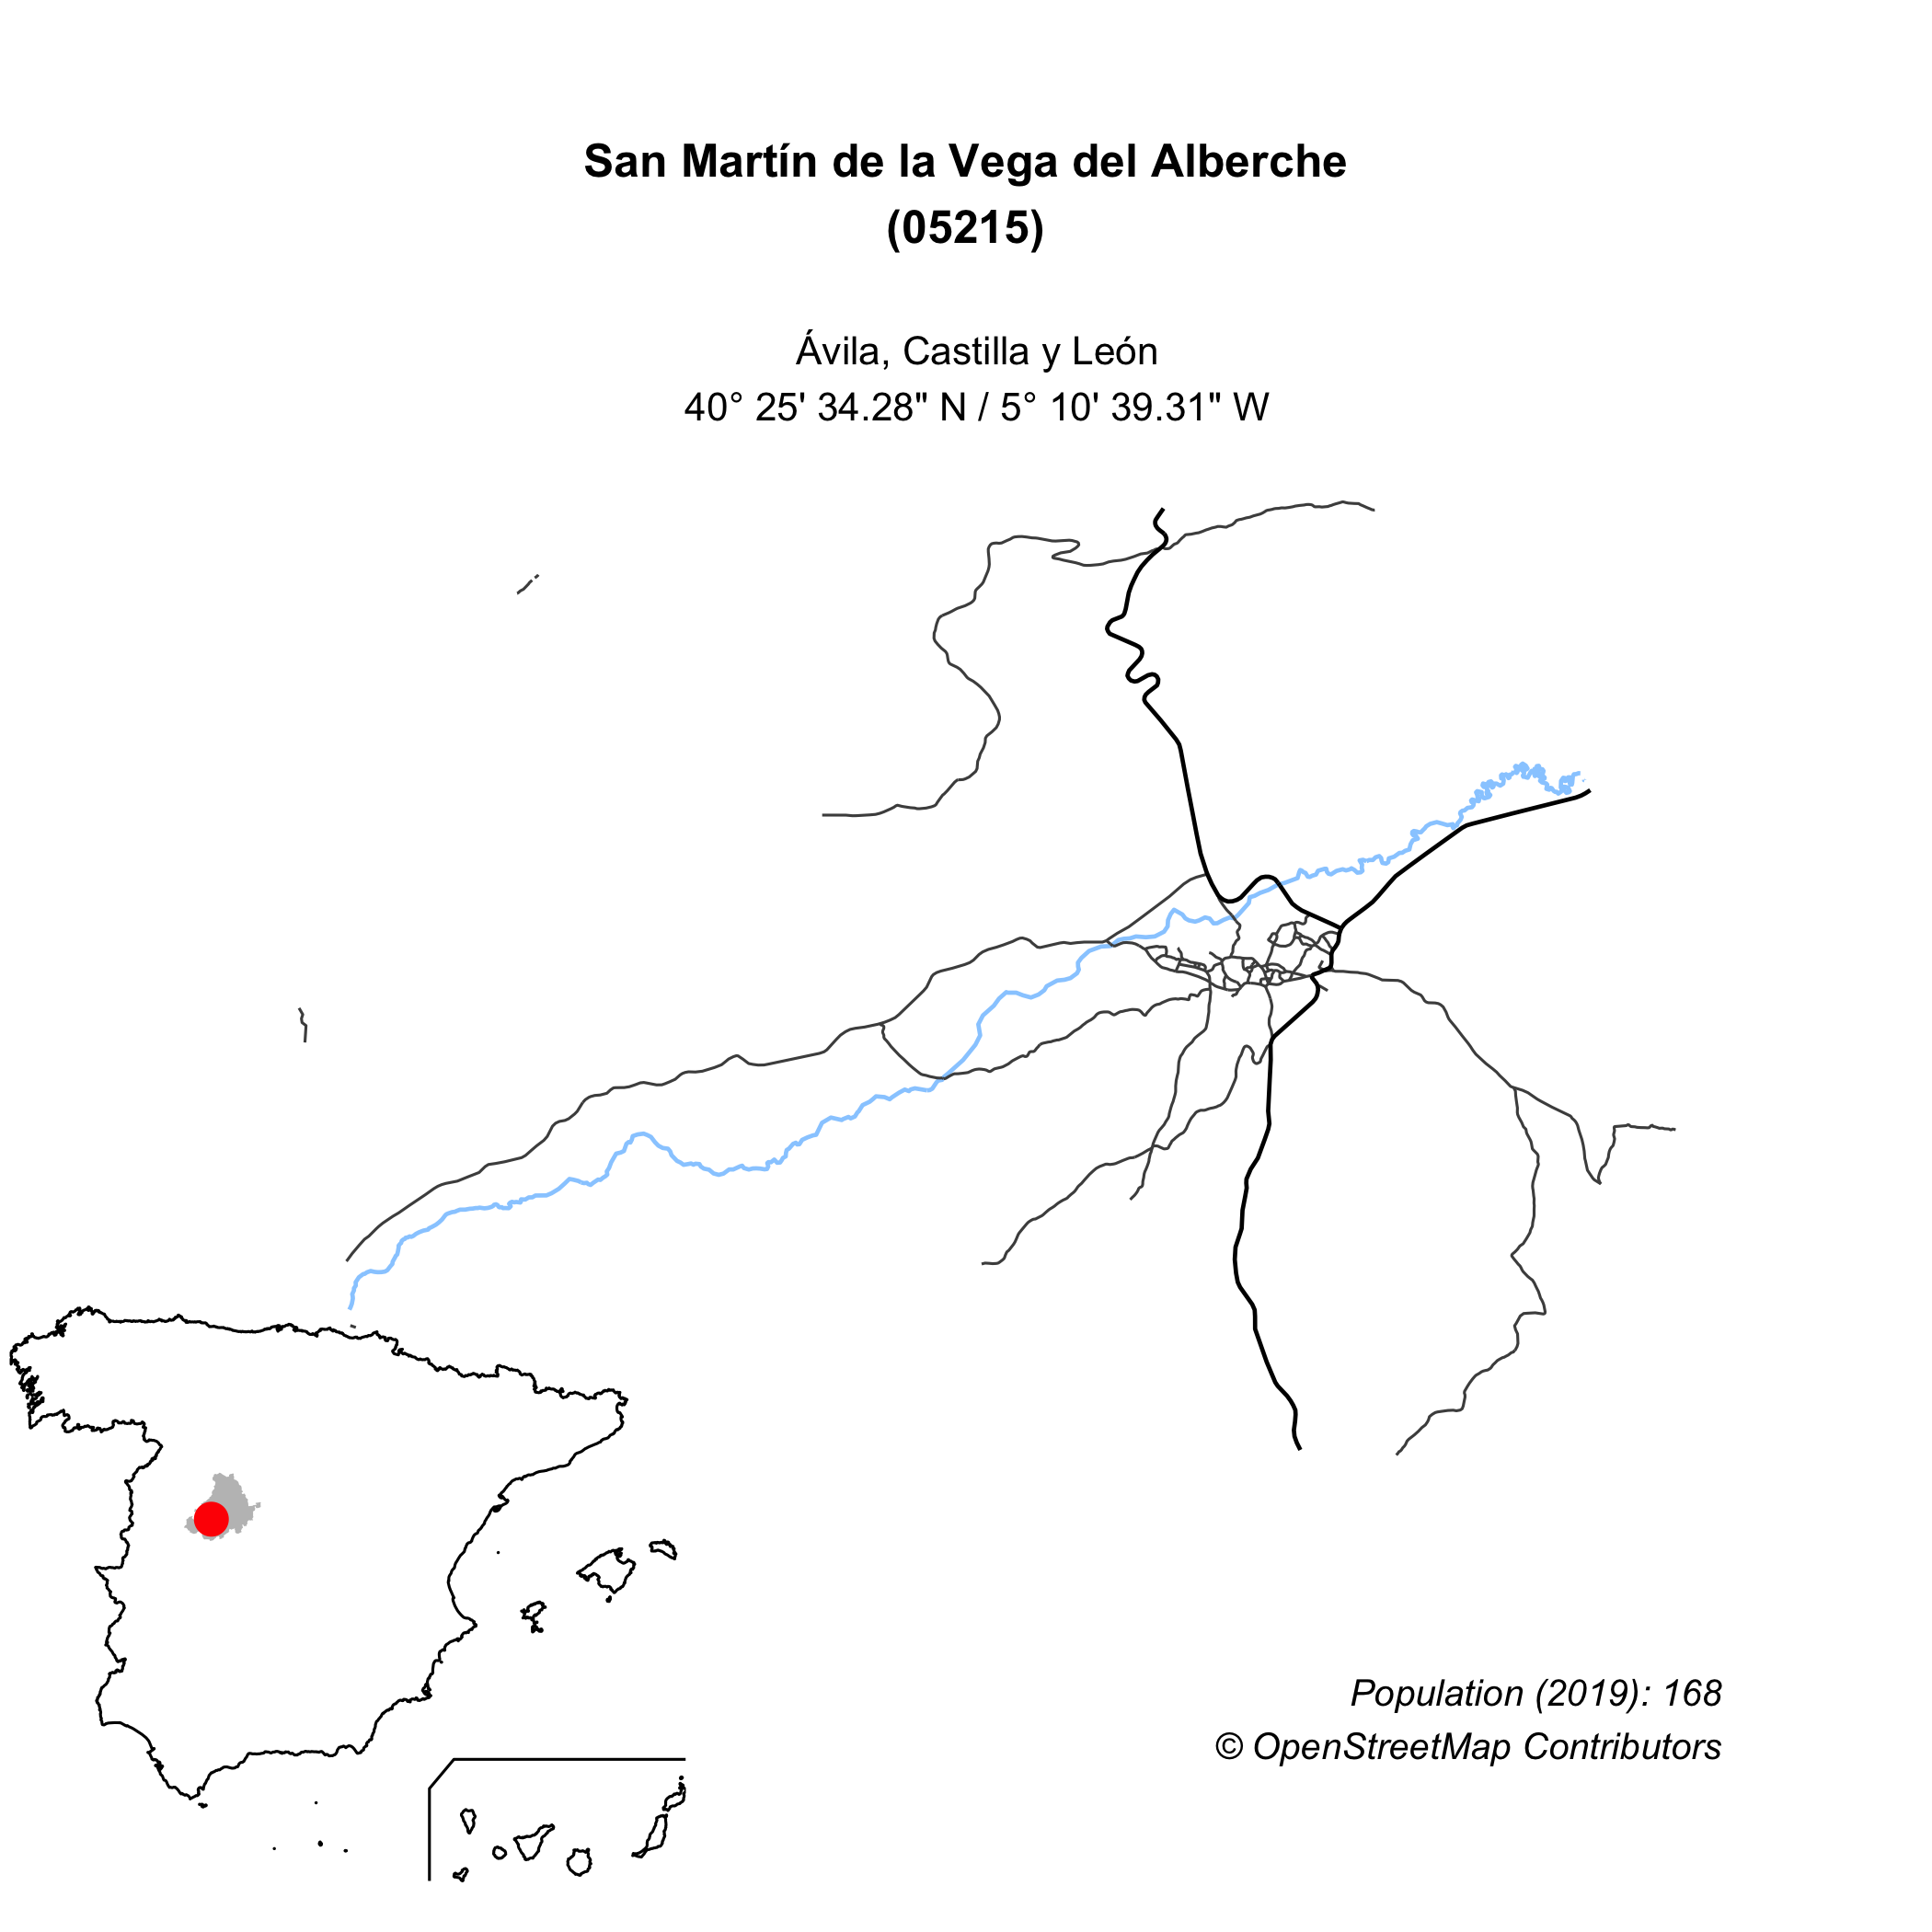 San Martín de la Vega del Alberche
(05215)
Ávila, Castilla y León
40° 25' 34.28" N / 5° 10' 39.31" W
Population (2019): 168
© OpenStreetMap Contributors